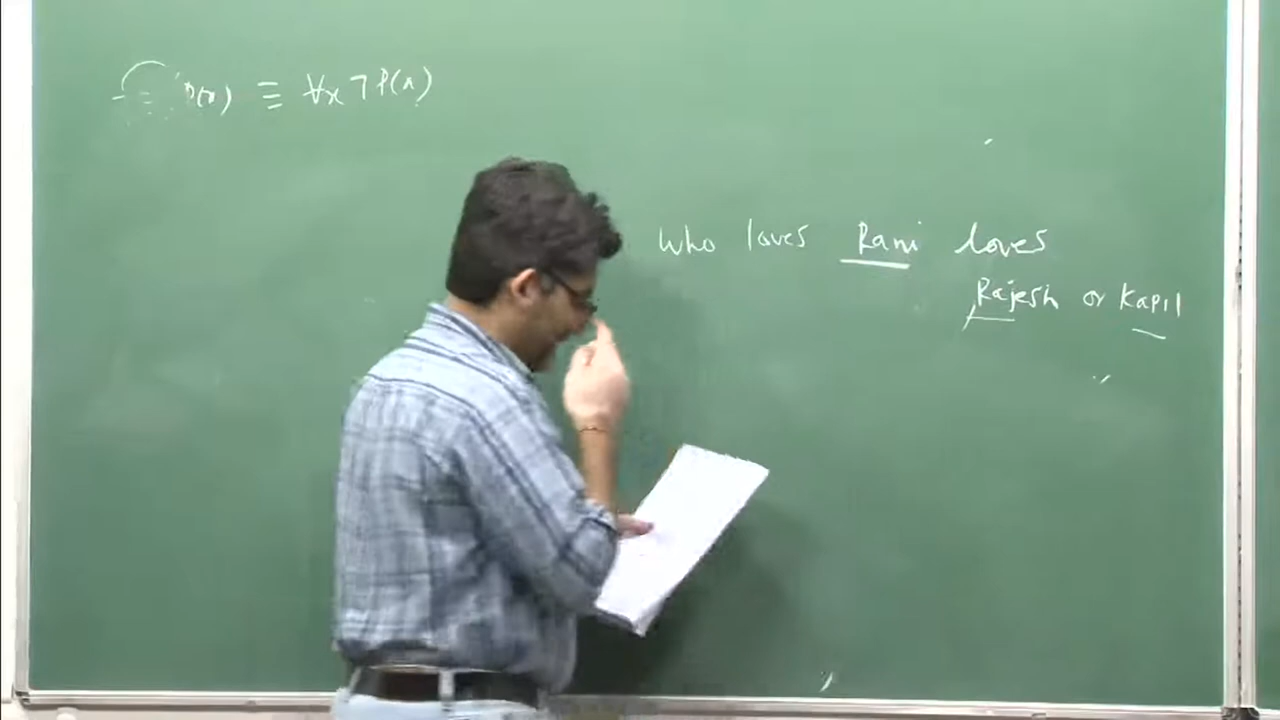 P(x) ≡ ∀x ¬P(x)
Who loves Rani loves
Rajesh or Kapil